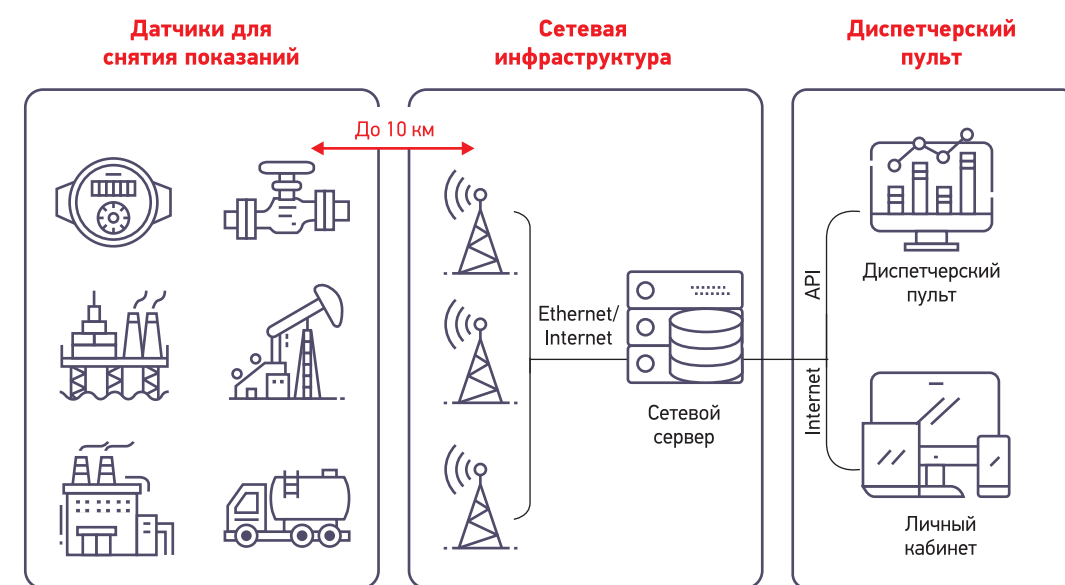 Датчики для
снятия показаний
Сетевая
инфраструктура
Диспетчерский
пульт
До 10 км
Ethernet/
Internet
Сетевой
сервер
API
Internet
Диспетчерский
пульт
Личный
кабинет